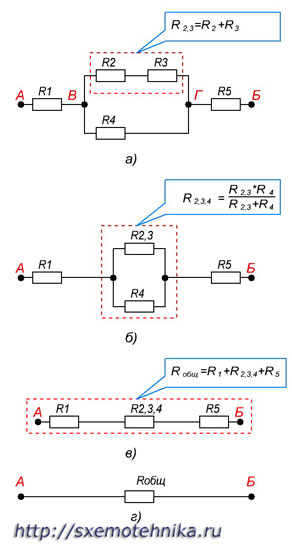 R 2,3=R2+R3
R2 R3
А R1 В Г R5 Б
R4
а)
R 2,3,4 = R 2,3 *R 4
R 2,3+R 4
R2,3
А R1 R5 Б
R4
б)
R общ =R1+R2,3,4+R5
А R1 R2,3,4 R5 Б
в)
А Rобщ Б
г)
http://sxemotehnika.ru